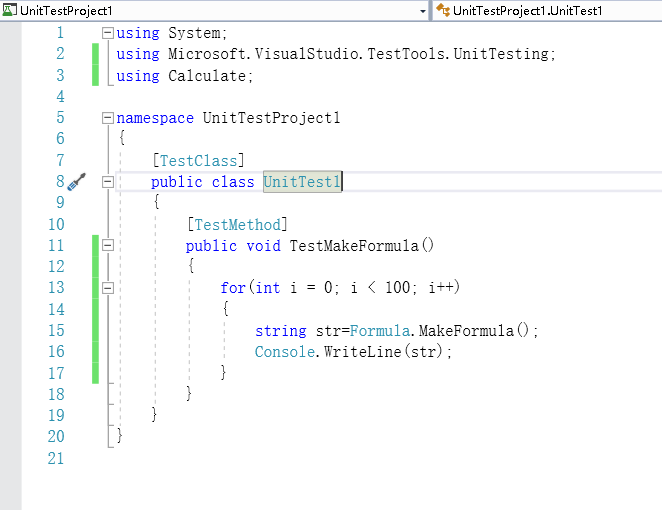 UnitTestProject1 UnitTestProject1.UnitTest1
1 using System;
2 using Microsoft.VisualStudio.TestTools.UnitTesting;
3 using Calculate;
4
5 namespace UnitTestProject1
6 {
7 [TestClass]
8 public class UnitTest1
9 {
10 [TestMethod]
11 public void TestMakeFormula()
12 {
13 for(int i = 0; i < 100; i++)
14 {
15 string str=Formula.MakeFormula();
16 Console.WriteLine(str);
17 }
18 }
19 }
20 }
21